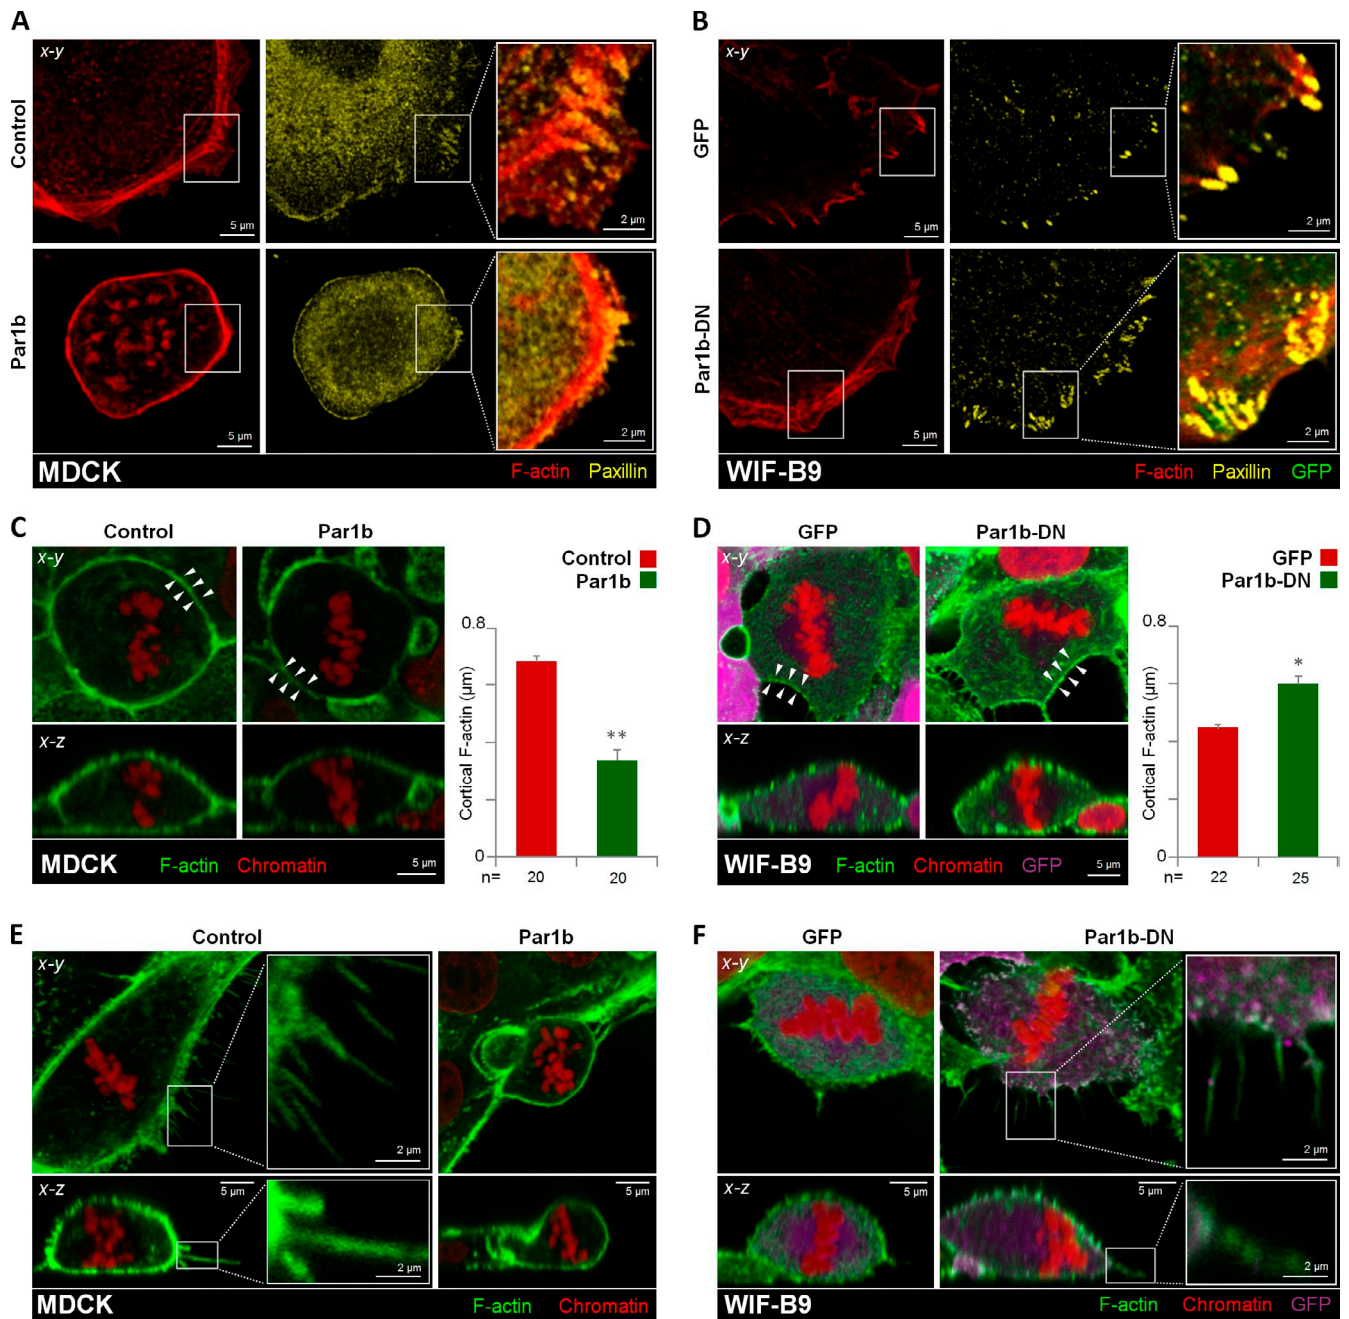 A
x-y
Control
5 µm
2 µm
Par1b
5 µm
2 µm
MDCK F-actin Paxillin
B
x-y
GFP
5 µm
2 µm
Par1b-DN
5 µm
2 µm
WIF-B9 F-actin Paxillin GFP
C
Control Par1b
x-y
x-z
MDCK F-actin Chromatin 5 µm
Control
Par1b
Cortical F-actin (µm)
0.8
**
0
n= 20 20
D
GFP Par1b-DN
x-y
x-z
WIF-B9 F-actin Chromatin GFP 5 µm
GFP
Par1b-DN
Cortical F-actin (µm)
0.8
*
0
n= 22 25
E
Control Par1b
x-y
2 µm
x-z
5 µm
2 µm
5 µm
MDCK F-actin Chromatin
F
GFP Par1b-DN
x-y
2 µm
x-z
5 µm
5 µm
2 µm
WIF-B9 F-actin Chromatin GFP